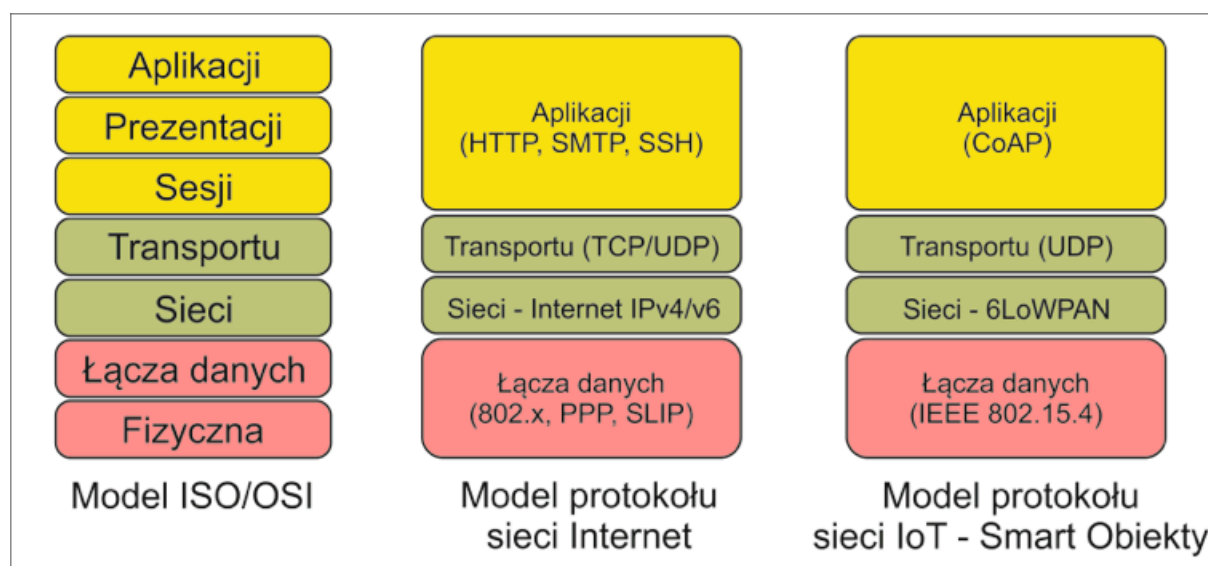 Aplikacji
Prezentacji
Sesji
Transportu
Sieci
Łącza danych
Fizyczna
Model ISO/OSI
Aplikacji
(HTTP, SMTP, SSH)
Transportu (TCP/UDP)
Sieci - Internet IPv4/v6
Łącza danych
(802.x, PPP, SLIP)
Model protokołu
sieci Internet
Aplikacji
(CoAP)
Transportu (UDP)
Sieci - 6LoWPAN
Łącza danych
(IEEE 802.15.4)
Model protokołu
sieci IoT - Smart Obiekty